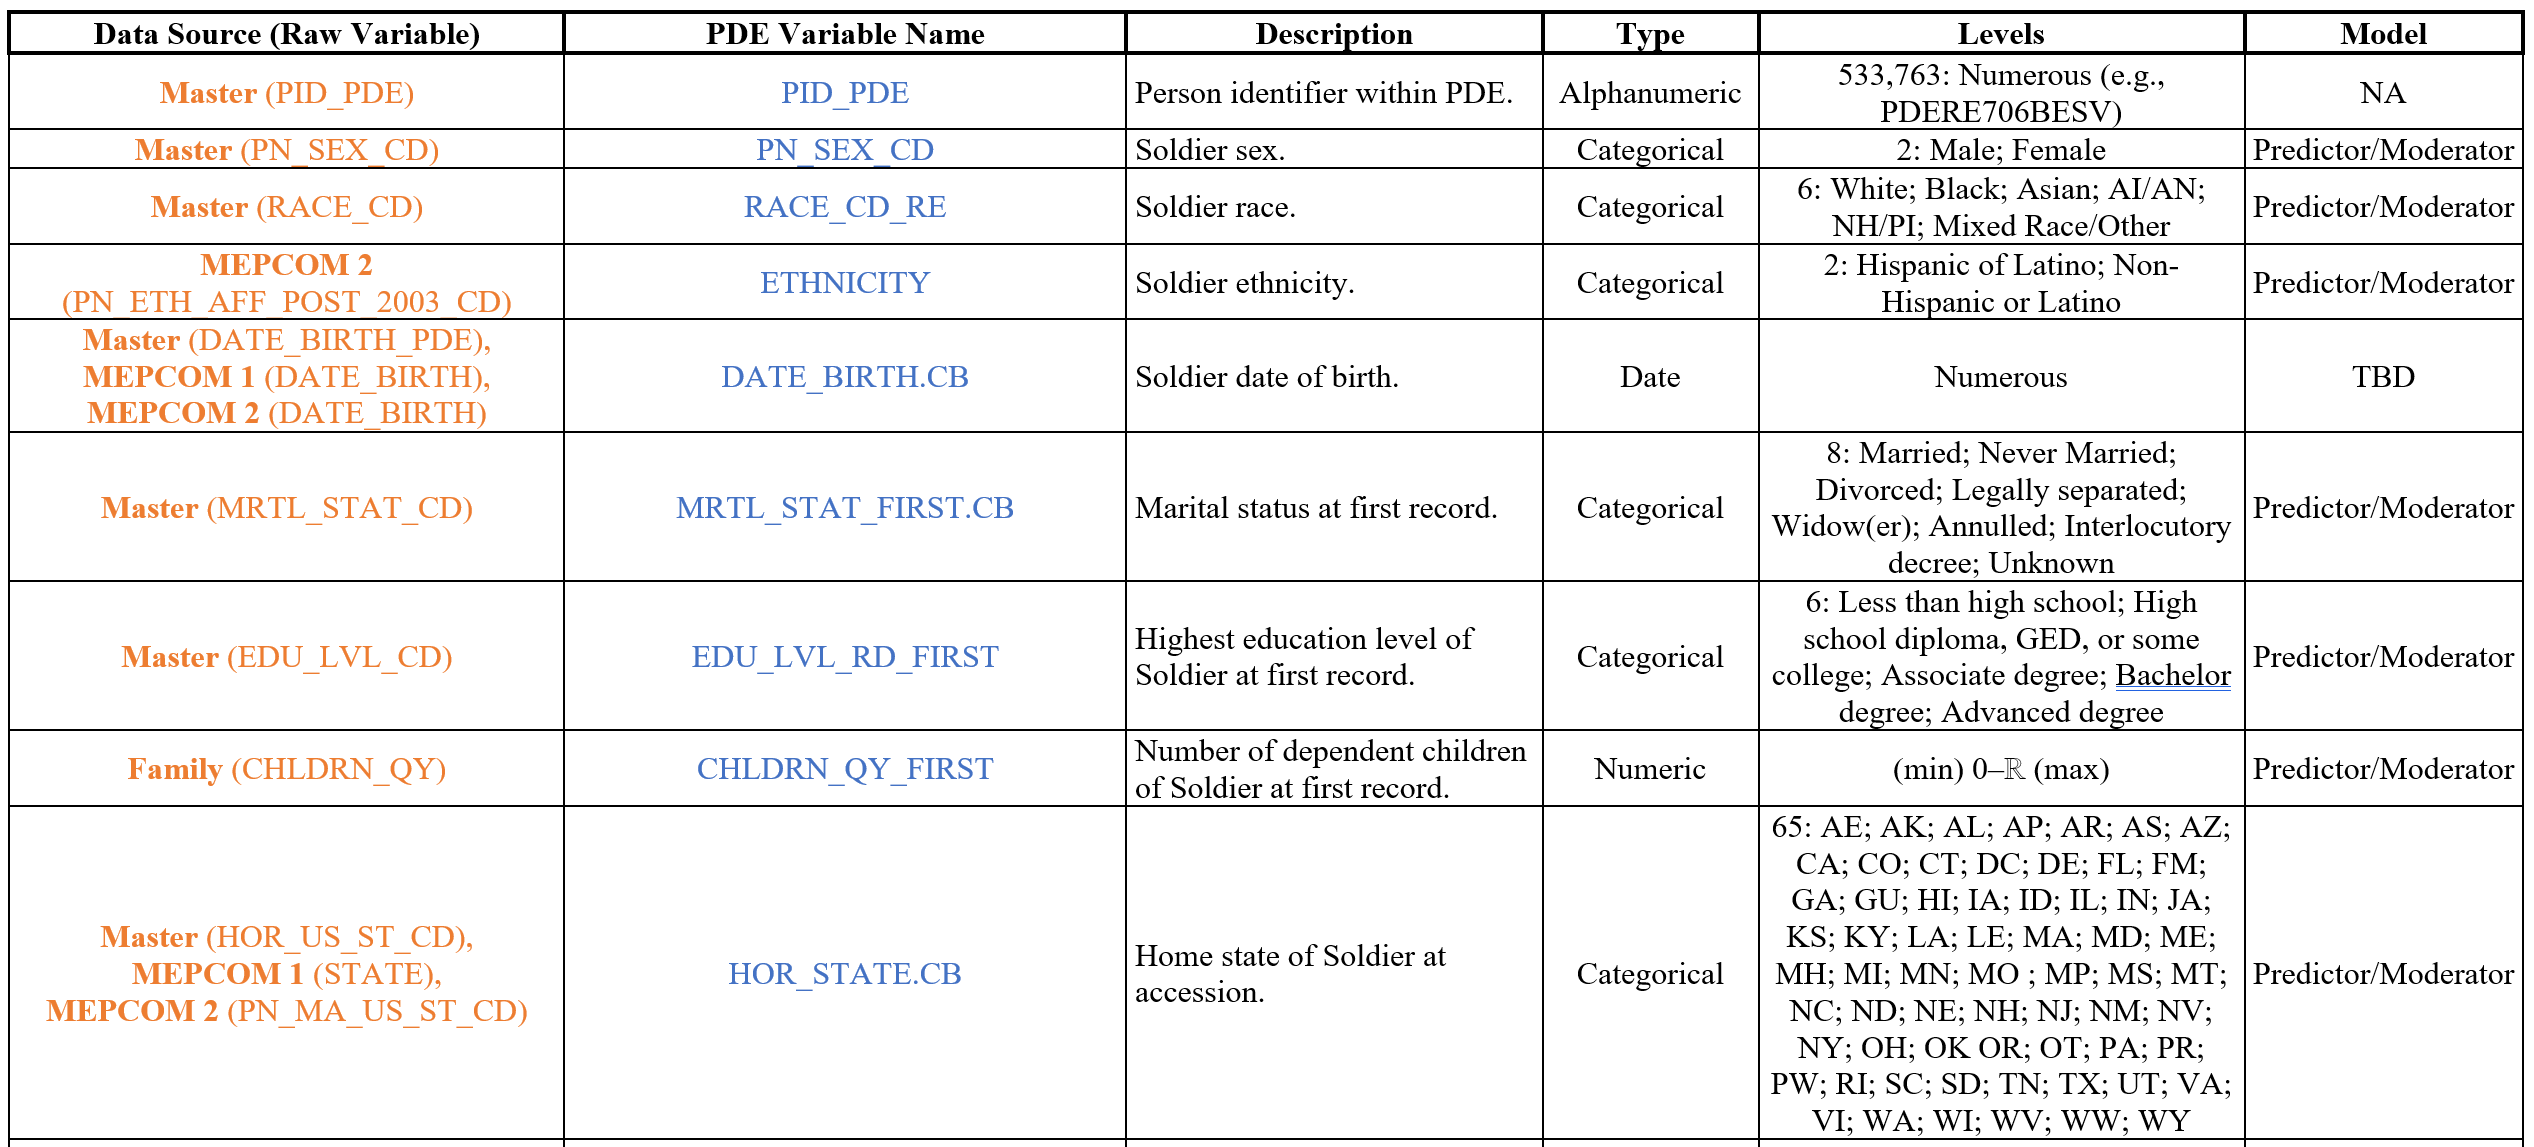 Data Source (Raw Variable) PDE Variable Name Description Type Levels Model
Master (PID_PDE) PID_PDE Person identifier within PDE. Alphanumeric 533,763: Numerous (e.g.,
PDERE706BESV) NA
Master (PN_SEX_CD) PN_SEX_CD Soldier sex. Categorical 2: Male; Female Predictor/Moderator
Master (RACE_CD) RACE_CD_RE Soldier race. Categorical 6: White; Black; Asian; AI/AN;
NH/PI; Mixed Race/Other Predictor/Moderator
MEPCOM 2
(PN_ETH_AFF_POST_2003_CD) ETHNICITY Soldier ethnicity. Categorical 2: Hispanic of Latino; Non-
Hispanic or Latino Predictor/Moderator
Master (DATE_BIRTH_PDE),
MEPCOM 1 (DATE_BIRTH),
MEPCOM 2 (DATE_BIRTH) DATE_BIRTH.CB Soldier date of birth. Date Numerous TBD
Master (MRTL_STAT_CD) MRTL_STAT_FIRST.CB Marital status at first record. Categorical 8: Married; Never Married;
Divorced; Legally separated;
Widow(er); Annulled; Interlocutory
decree; Unknown Predictor/Moderator
Master (EDU_LVL_CD) EDU_LVL_RD_FIRST Highest education level of
Soldier at first record. Categorical 6: Less than high school; High
school diploma, GED, or some
college; Associate degree; Bachelor
degree; Advanced degree Predictor/Moderator
Family (CHLDRN_QY) CHLDRN_QY_FIRST Number of dependent children
of Soldier at first record. Numeric (min) 0–ℝ (max) Predictor/Moderator
Master (HOR_US_ST_CD),
MEPCOM 1 (STATE),
MEPCOM 2 (PN_MA_US_ST_CD) HOR_STATE.CB Home state of Soldier at
accession. Categorical 65: AE; AK; AL; AP; AR; AS; AZ;
CA; CO; CT; DC; DE; FL; FM;
GA; GU; HI; IA; ID; IL; IN; JA;
KS; KY; LA; LE; MA; MD; ME;
MH; MI; MN; MO ; MP; MS; MT;
NC; ND; NE; NH; NJ; NM; NV;
NY; OH; OK OR; OT; PA; PR;
PW; RI; SC; SD; TN; TX; UT; VA;
VI; WA; WI; WV; WW; WY Predictor/Moderator